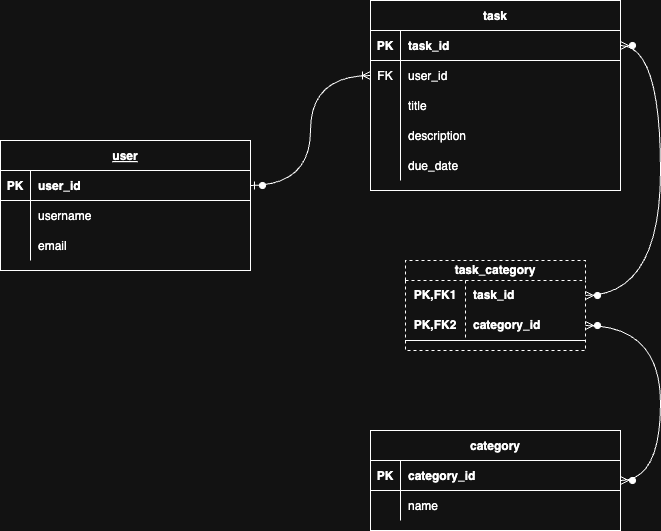 task
PK task_id
FK user_id
title
description
due_date
user
PK user_id
username
email
task_category
PK,FK1 task_id
PK,FK2 category_id
category
PK category_id
name